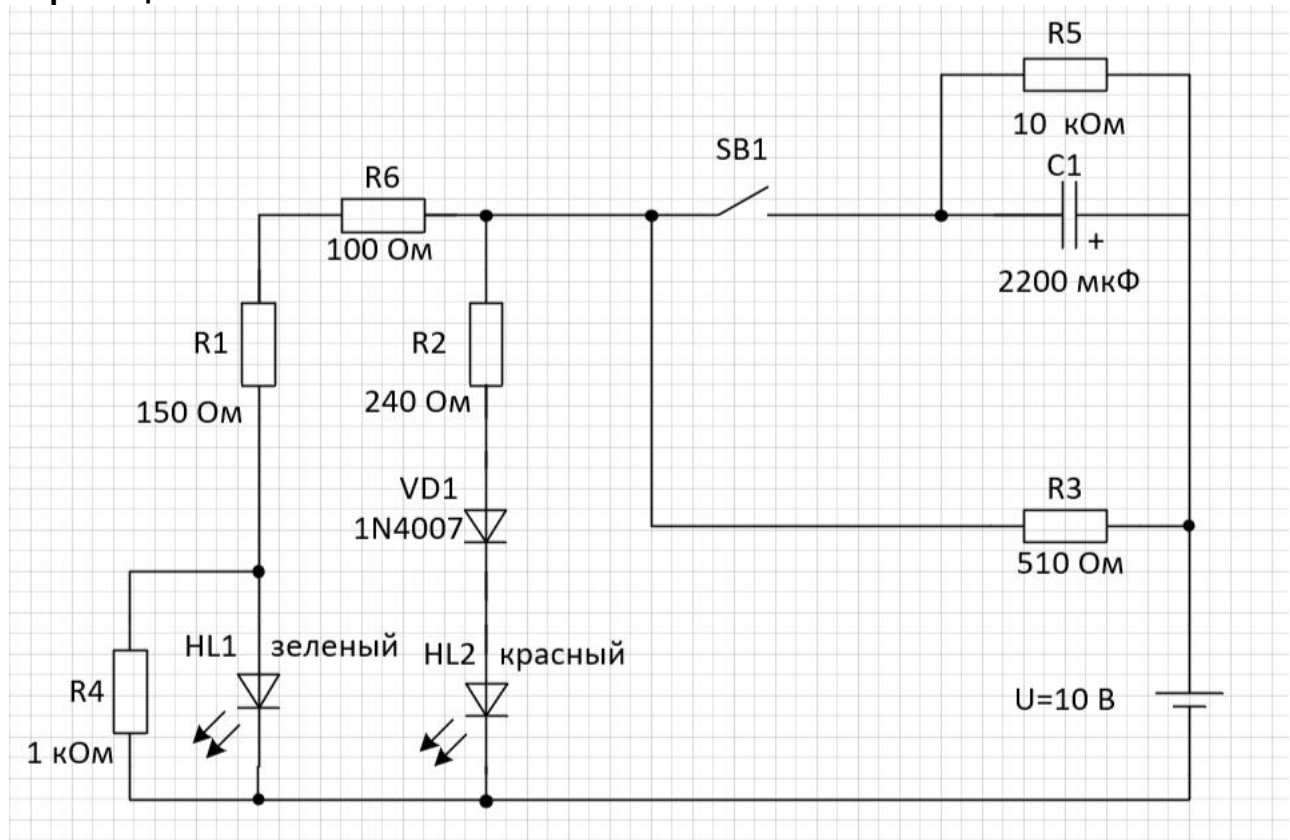 R5
10 кОм
C1
+
2200 мкФ
SB1
R6
100 Ом
R1
150 Ом
R2
240 Ом
VD1
1N4007
R3
510 Ом
HL1 зеленый
HL2 красный
R4
1 кОм
U=10 В